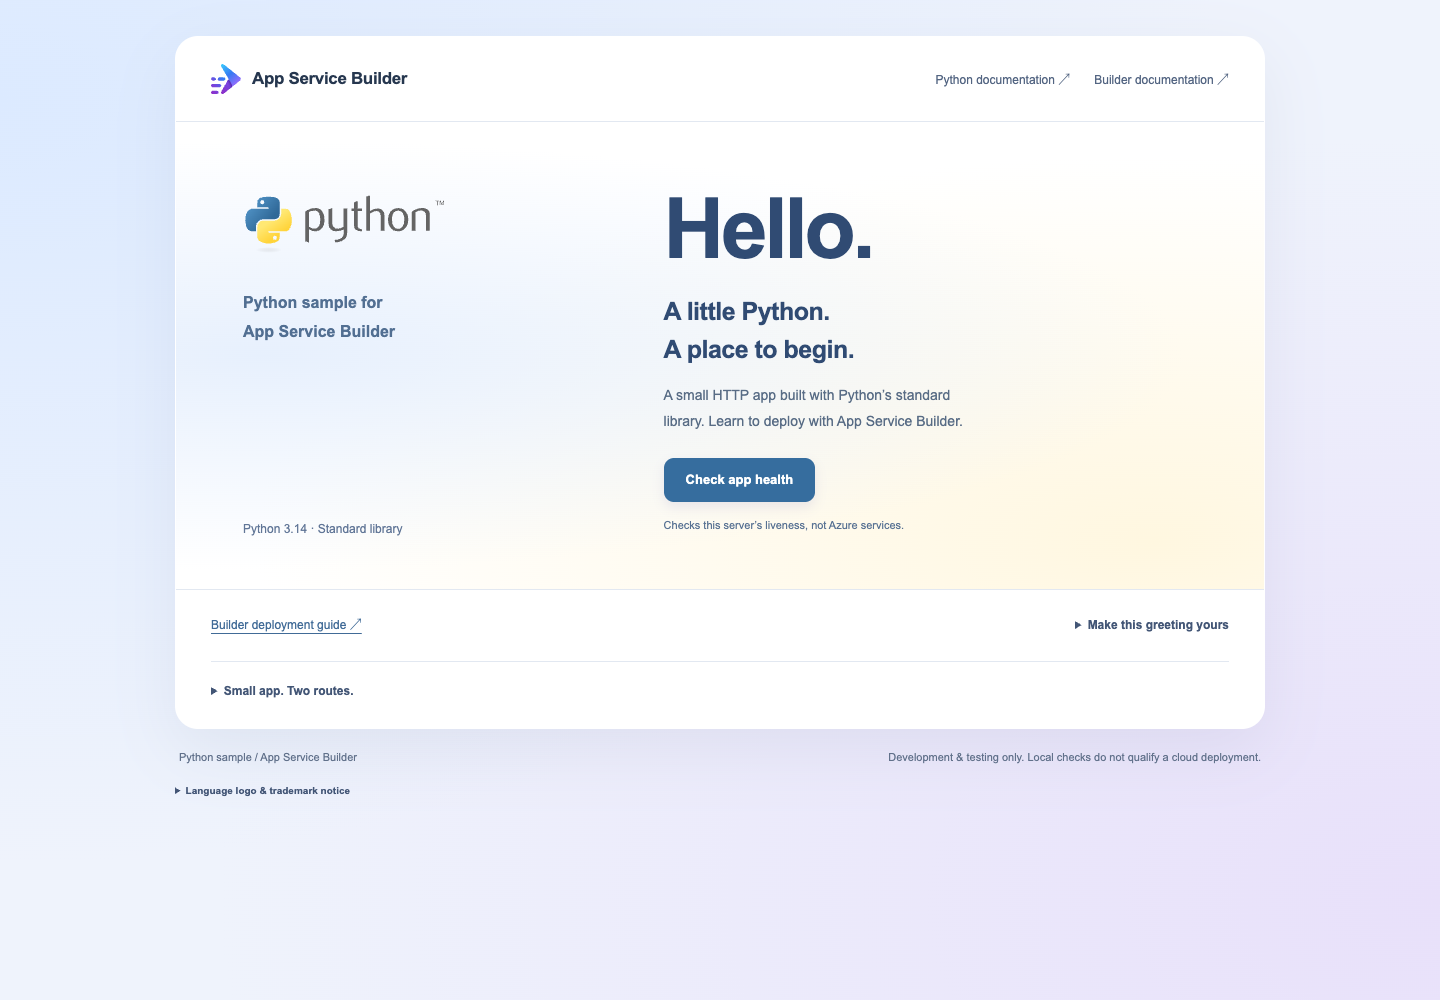 App Service Builder
Python documentation ↗
Builder documentation ↗
python™
Python sample for
App Service Builder
Python 3.14 · Standard library
Hello.
A little Python.
A place to begin.
A small HTTP app built with Python’s standard
library. Learn to deploy with App Service Builder.
Check app health
Checks this server’s liveness, not Azure services.
Builder deployment guide ↗
Make this greeting yours
Small app. Two routes.
Python sample / App Service Builder
Development & testing only. Local checks do not qualify a cloud deployment.
Language logo & trademark notice